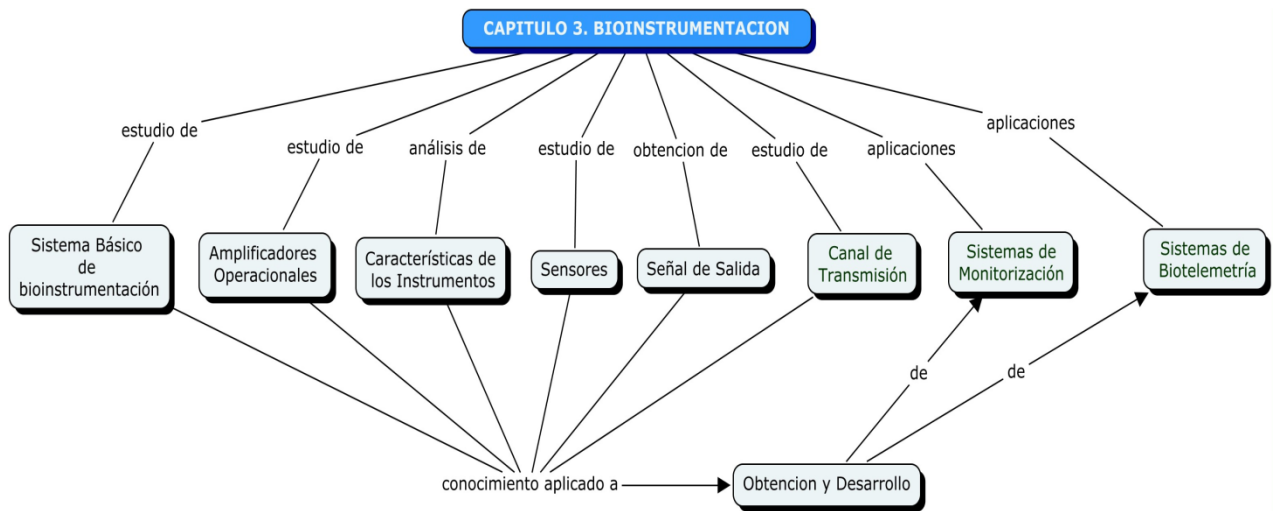 CAPITULO 3. BIOINSTRUMENTACION
estudio de
estudio de
análisis de
estudio de
obtencion de
estudio de
aplicaciones
aplicaciones
Sistema Básico
de
bioinstrumentación
Amplificadores
Operacionales
Características de
los Instrumentos
Sensores
Señal de Salida
Canal de
Transmisión
Sistemas de
Monitorización
Sistemas de
Biotelemetría
de
de
conocimiento aplicado a
Obtencion y Desarrollo